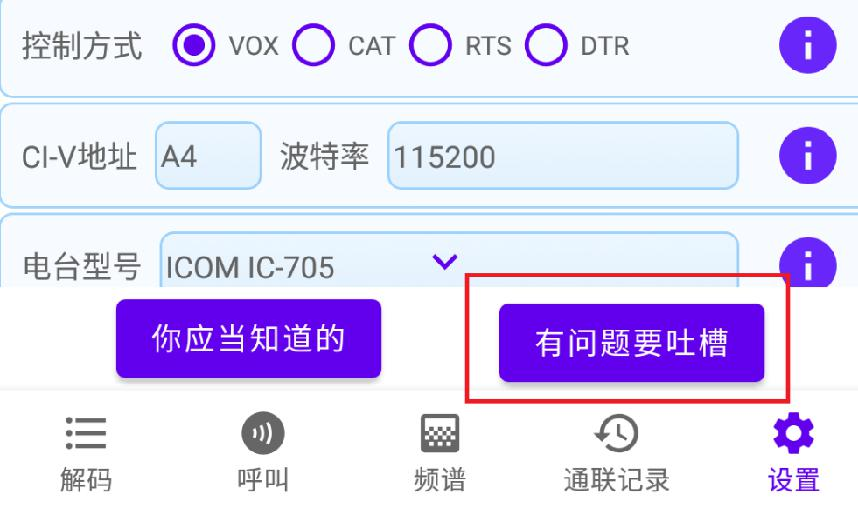 控制方式 VOX CAT RTS DTR
CI-V地址 A4 波特率 115200
电台型号 ICOM IC-705
你应当知道的 有问题要吐槽
解码 呼叫 频谱 通联记录 设置